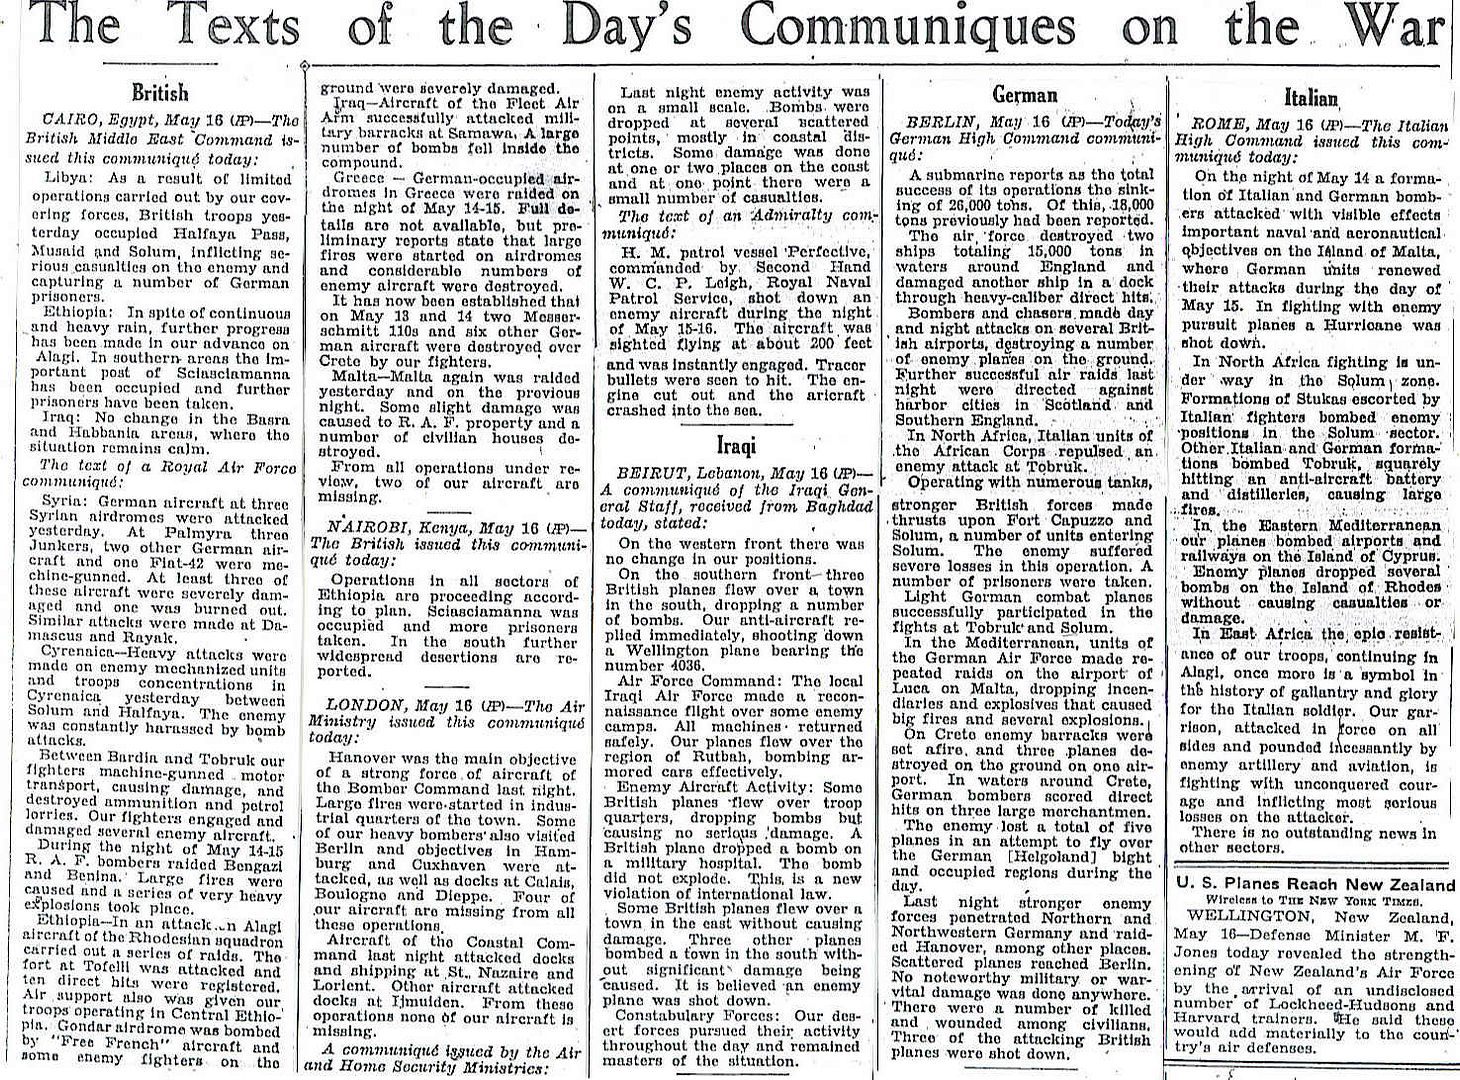 The Texts of the Day's Communiques on the War
British
CAIRO, Egypt, May 16 (AP)—The
British Middle East Command is-
sued this communiqué today:
Libya: As a result of limited
operations carried out by our cov-
ering forces, British troops yes-
terday occupied Halfaya Pass,
Musaid and Solum, inflicting se-
rious casualties on the enemy and
capturing a number of German
prisoners.
Ethiopia: In spite of continuous
and heavy rain, further progress
has been made in our advance on
Alagi. In southern areas the im-
portant post of Sciasciamanna
has been occupied and further
prisoners have been taken.
Iraq: No change in the Basra
and Habbania areas, where the
situation remains calm.
The text of a Royal Air Force
communiqué:
Syria: German aircraft at three
Syrian airdromes were attacked
yesterday. At Palmyra three
Junkers, two other German air-
craft and one Fiat-42 were ma-
chine-gunned. At least three of
these aircraft were severely dam-
aged and one was burned out.
Similar attacks were made at Da-
mascus and Rayak.
Cyrenaica—Heavy attacks were
made on enemy mechanized units
and troops concentrations in
Cyrenaica yesterday between
Solum and Halfaya. The enemy
was constantly harassed by bomb
attacks.
Between Bardia and Tobruk our
fighters machine-gunned motor
transport, causing damage, and
destroyed ammunition and petrol
lorries. Our fighters engaged and
damaged several enemy aircraft.
During the night of May 14-15
R. A. F. bombers raided Bengazi
and Benina. Large fires were
caused and a series of very heavy
explosions took place.
Ethiopia—In an attack on Alagi
aircraft of the Rhodesian squadron
carried out a series of raids. The
fort at Tofelli was attacked and
ten direct hits were registered.
Air support also was given our
troops operating in Central Ethio-
pia. Gondar airdrome was bombed
by "Free French" aircraft and
some enemy fighters on the
ground were severely damaged.
Iraq—Aircraft of the Fleet Air
Arm successfully attacked mili-
tary barracks at Samawa. A large
number of bombs fell inside the
compound.
Greece — German-occupied air-
dromes in Greece were raided on
the night of May 14-15. Full de-
tails are not available, but pre-
liminary reports state that large
fires were started on airdromes
and considerable numbers of
enemy aircraft were destroyed.
It has now been established that
on May 13 and 14 two Messer-
schmitt 110s and six other Ger-
man aircraft were destroyed over
Crete by our fighters.
Malta—Malta again was raided
yesterday and on the previous
night. Some slight damage was
caused to R. A. F. property and a
number of civilian houses de-
stroyed.
From all operations under re-
view, two of our aircraft are
missing.
NAIROBI, Kenya, May 16 (AP)—
The British issued this communi-
qué today:
Operations in all sectors of
Ethiopia are proceeding accord-
ing to plan. Sciasciamanna was
occupied and more prisoners
taken. In the south further
widespread desertions are re-
ported.
LONDON, May 16 (AP)—The Air
Ministry issued this communiqué
today:
Hanover was the main objective
of a strong force of aircraft of
the Bomber Command last night.
Large fires were started in indus-
trial quarters of the town. Some
of our heavy bombers also visited
Berlin and objectives in Ham-
burg and Cuxhaven were at-
tacked, as well as docks at Calais,
Boulogne and Dieppe. Four of
our aircraft are missing from all
these operations.
Aircraft of the Coastal Com-
mand last night attacked docks
and shipping at St. Nazaire and
Lorient. Other aircraft attacked
docks at Ijmuiden. From these
operations none of our aircraft is
missing.
A communiqué issued by the Air
and Home Security Ministries:
Last night enemy activity was
on a small scale. Bombs were
dropped at several scattered
points, mostly in coastal dis-
tricts. Some damage was done
at one or two places on the coast
and at one point there were a
small number of casualties.
The text of an Admiralty com-
muniqué:
H. M. patrol vessel Perfective,
commanded by Second Hand
W. C. P. Leigh, Royal Naval
Patrol Service, shot down an
enemy aircraft during the night
of May 15-16. The aircraft was
sighted flying at about 200 feet
and was instantly engaged. Tracer
bullets were seen to hit. The en-
gine cut out and the aricraft
crashed into the sea.
Iraqi
BEIRUT, Lebanon, May 16 (AP)—
A communiqué of the Iraqi Gen-
eral Staff, received from Baghdad
today, stated:
On the western front there was
no change in our positions.
On the southern front three
British planes flew over a town
in the south, dropping a number
of bombs. Our anti-aircraft re-
plied immediately, shooting down
a Wellington plane bearing the
number 4036.
Air Force Command: The local
Iraqi Air Force made a recon-
naissance flight over some enemy
camps. All machines returned
safely. Our planes flew over the
region of Rutbah, bombing ar-
mored cars effectively.
Enemy Aircraft Activity: Some
British planes flew over troop
quarters, dropping bombs but
causing no serious damage. A
British plane dropped a bomb on
a military hospital. The bomb
did not explode. This is a new
violation of international law.
Some British planes flew over a
town in the east without causing
damage. Three other planes
bombed a town in the south with-
out significant damage being
caused. It is believed an enemy
plane was shot down.
Constabulary Forces: Our des-
ert forces pursued their activity
throughout the day and remained
masters of the situation.
German
BERLIN, May 16 (AP)—Today's
German High Command communi-
qué:
A submarine reports as the total
success of its operations the sink-
ing of 26,000 tons. Of this, 18,000
tons previously had been reported.
The air force destroyed two
ships totaling 15,000 tons in
waters around England and
damaged another ship in a dock
through heavy-caliber direct hits.
Bombers and chasers made day
and night attacks on several Brit-
ish airports, destroying a number
of enemy planes on the ground.
Further successful air raids last
night were directed against
harbor cities in Scotland and
Southern England.
In North Africa, Italian units of
the African Corps repulsed an
enemy attack at Tobruk.
Operating with numerous tanks,
stronger British forces made
thrusts upon Fort Capuzzo and
Solum, a number of units entering
Solum. The enemy suffered
severe losses in this operation. A
number of prisoners were taken.
Light German combat planes
successfully participated in the
fights at Tobruk and Solum.
In the Mediterranean, units of
the German Air Force made re-
peated raids on the airport of
Luca on Malta, dropping incen-
diaries and explosives that caused
big fires and several explosions.
On Crete enemy barracks were
set afire and three planes de-
stroyed on the ground on one air-
port. In waters around Crete,
German bombers scored direct
hits on three large merchantmen.
The enemy lost a total of five
planes in an attempt to fly over
the German [Helgoland] bight
and occupied regions during the
day.
Last night stronger enemy
forces penetrated Northern and
Northwestern Germany and raid-
ed Hanover, among other places.
Scattered planes reached Berlin.
No noteworthy military or war-
vital damage was done anywhere.
There were a number of killed
and wounded among civilians.
Three of the attacking British
planes were shot down.
Italian
ROME, May 16 (AP)—The Italian
High Command issued this com-
muniqué today:
On the night of May 14 a forma-
tion of Italian and German bomb-
ers attacked with visible effects
important naval and aeronautical
objectives on the Island of Malta,
where German units renewed
their attacks during the day of
May 15. In fighting with enemy
pursuit planes a Hurricane was
shot down.
In North Africa fighting is un-
der way in the Solum zone.
Formations of Stukas escorted by
Italian fighters bombed enemy
positions in the Solum sector.
Other Italian and German forma-
tions bombed Tobruk, squarely
hitting an anti-aircraft battery
and distilleries, causing large
fires.
In the Eastern Mediterranean
our planes bombed airports and
railways on the Island of Cyprus.
Enemy planes dropped several
bombs on the Island of Rhodes
without causing casualties or
damage.
In East Africa the epic resist-
ance of our troops, continuing in
Alagi, once more is a symbol in
the history of gallantry and glory
for the Italian soldier. Our gar-
rison, attacked in force on all
sides and pounded incessantly by
enemy artillery and aviation, is
fighting with unconquered cour-
age and inflicting most serious
losses on the attacker.
There is no outstanding news in
other sectors.
U. S. Planes Reach New Zealand
Wireless to THE NEW YORK TIMES.
WELLINGTON, New Zealand,
May 16—Defense Minister M. F.
Jones today revealed the strength-
ening of New Zealand's Air Force
by the arrival of an undisclosed
number of Lockheed-Hudsons and
Harvard trainers. He said these
would add materially to the coun-
try's air defenses.